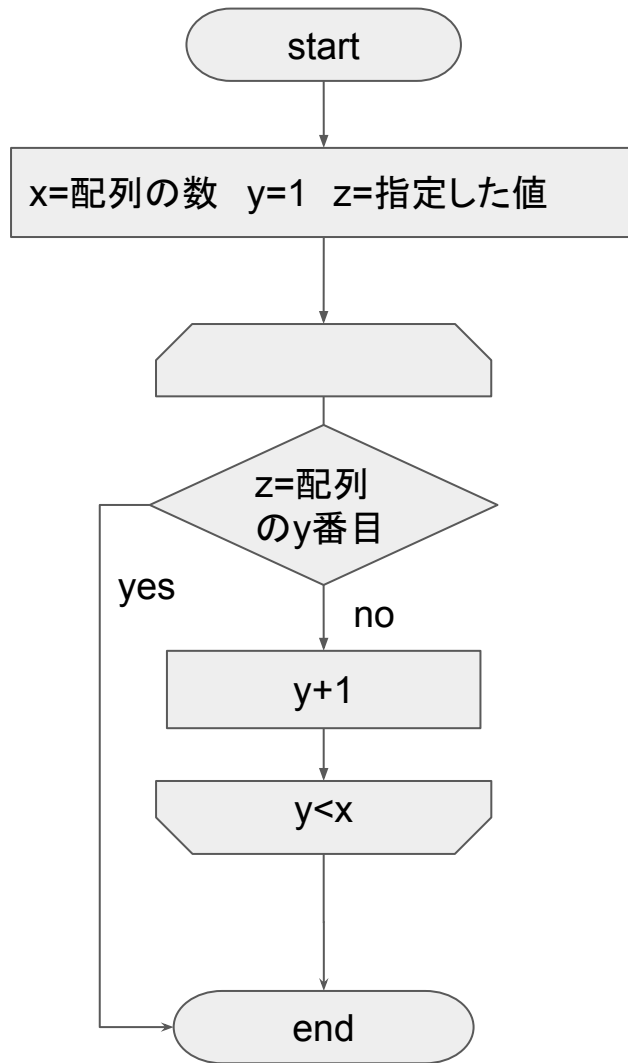 start
x=配列の数　y=1　z=指定した値
z=配列
のy番目
yes
no
y+1
y<x
end